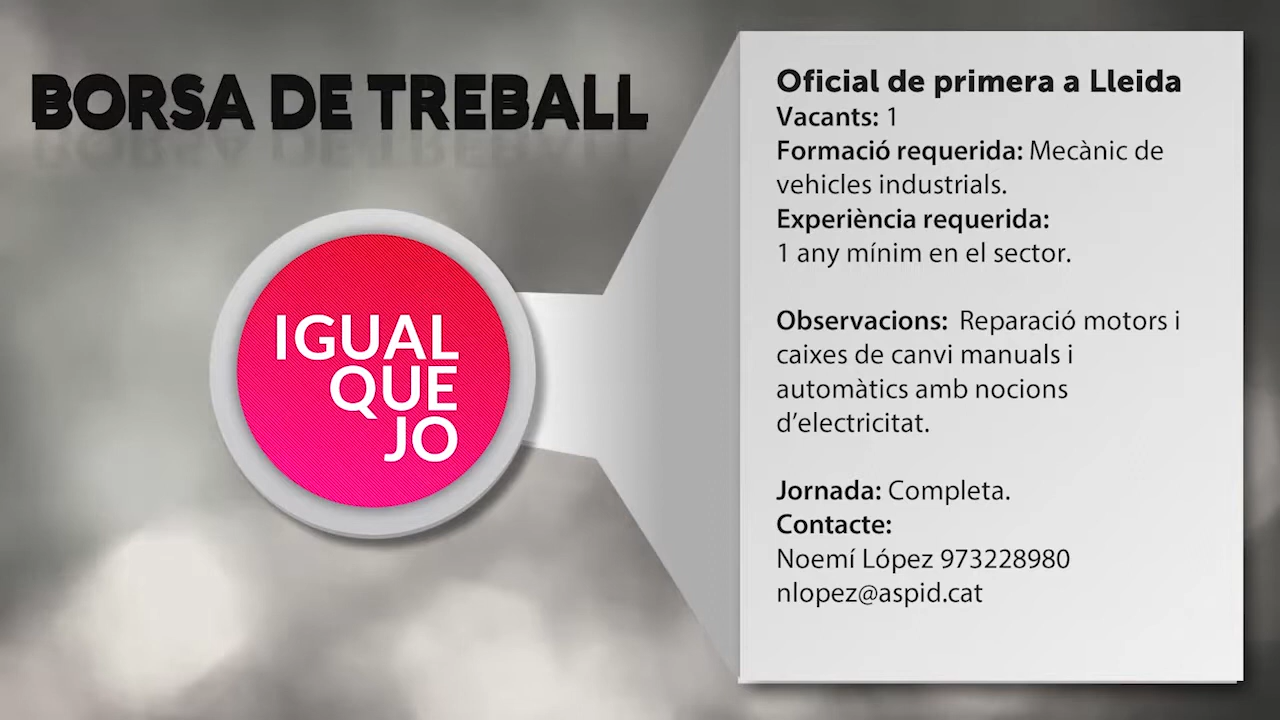 BORSA DE TREBALL
IGUAL
QUE
JO
Oficial de primera a Lleida
Vacants: 1
Formació requerida: Mecànic de
vehicles industrials.
Experiència requerida:
1 any mínim en el sector.
Observacions: Reparació motors i
caixes de canvi manuals i
automàtics amb nocions
d’electricitat.
Jornada: Completa.
Contacte:
Noemí López 973228980
nlopez@aspid.cat